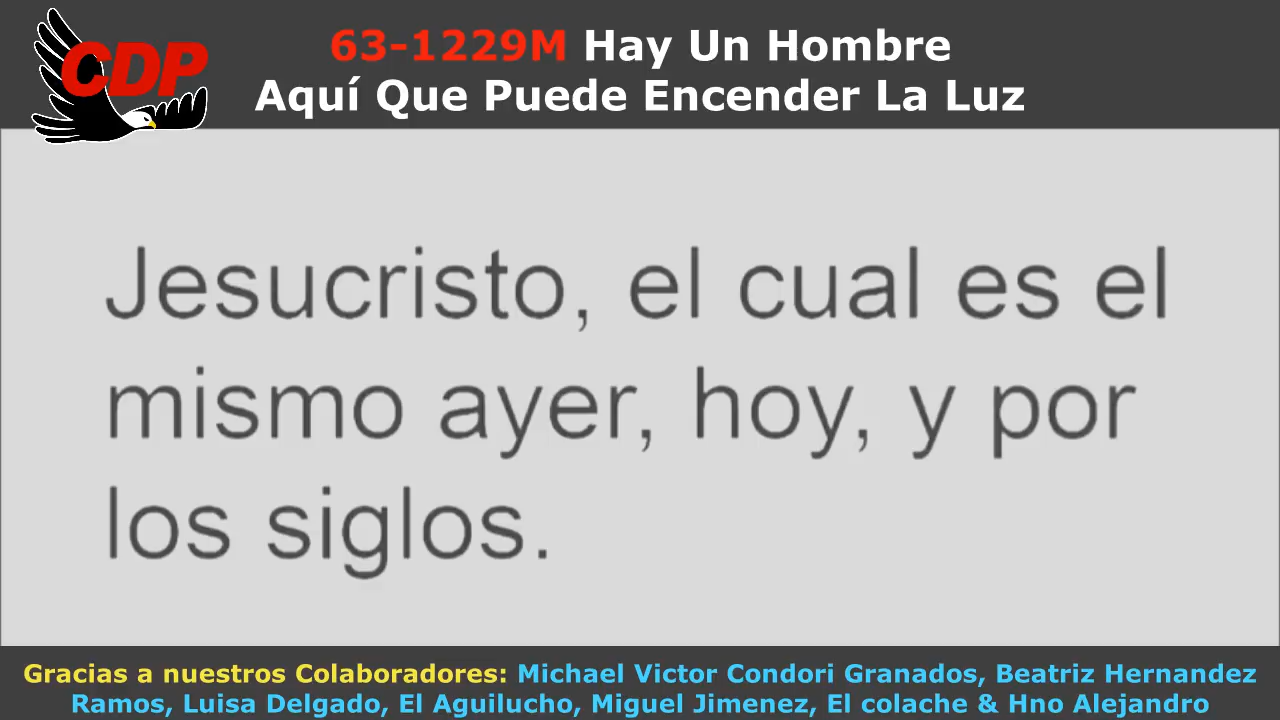 CDP
63-1229M Hay Un Hombre
Aquí Que Puede Encender La Luz
Jesucristo, el cual es el
mismo ayer, hoy, y por
los siglos.
Gracias a nuestros Colaboradores: Michael Victor Condori Granados, Beatriz Hernandez
Ramos, Luisa Delgado, El Aguilucho, Miguel Jimenez, El colache & Hno Alejandro